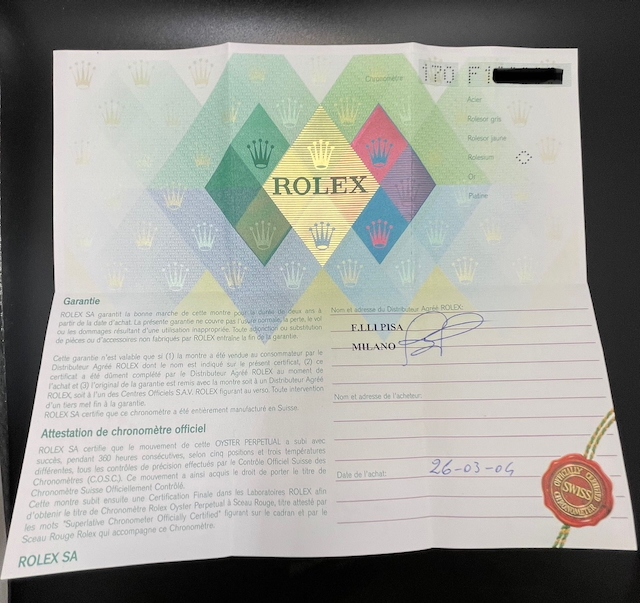 Chronomètre 170 F1
Acier
Rolesor gris
Rolesor jaune
Rolesium
Or
Platine
ROLEX
Garantie
ROLEX SA garantit la bonne marche de cette montre pour la durée de deux ans à
partir de la date d'achat. La présente garantie ne couvre pas l'usure normale, la perte, le vol
ou les dommages résultant d'une utilisation inappropriée. Toute adjonction ou substitution
de pièces ou d'accessoires non fabriqués par ROLEX entraîne la fin de la garantie.
Cette garantie n'est valable que si (1) la montre a été vendue au consommateur par le
Distributeur Agréé ROLEX dont le nom est indiqué sur le présent certificat, (2) ce
certificat a été dûment complété par le Distributeur Agréé ROLEX au moment de
l'achat et (3) l'original de la garantie est remis avec la montre soit à un Distributeur Agréé
ROLEX, soit à l'un des Centres Officiels S.A.V. ROLEX figurant au verso. Toute intervention
d'un tiers met fin à la garantie.
ROLEX SA certifie que ce chronomètre a été entièrement manufacturé en Suisse.
Attestation de chronomètre officiel
ROLEX SA certifie que le mouvement de cette OYSTER PERPETUAL a subi avec
succès, pendant 360 heures consécutives, selon cinq positions et trois températures
différentes, tous les contrôles de précision effectués par le Contrôle Officiel Suisse des
Chronomètres (C.O.S.C.). Ce mouvement a ainsi acquis le droit de porter le titre de
Chronomètre Suisse Officiellement Contrôlé.
Cette montre subit ensuite une Certification Finale dans les Laboratoires ROLEX afin
d'obtenir le titre de Chronomètre Rolex Oyster Perpetual à Sceau Rouge, titre attesté par
les mots "Superlative Chronometer Officially Certified" figurant sur le cadran et par le
Sceau Rouge Rolex qui accompagne ce Chronomètre.
ROLEX SA
Nom et adresse du Distributeur Agréé ROLEX:
F.LLI PISA
MILANO
Nom et adresse de l'acheteur:
Date de l'achat: 26-03-04
OFFICIALLY CERTIFIED
SWISS
CHRONOMETER